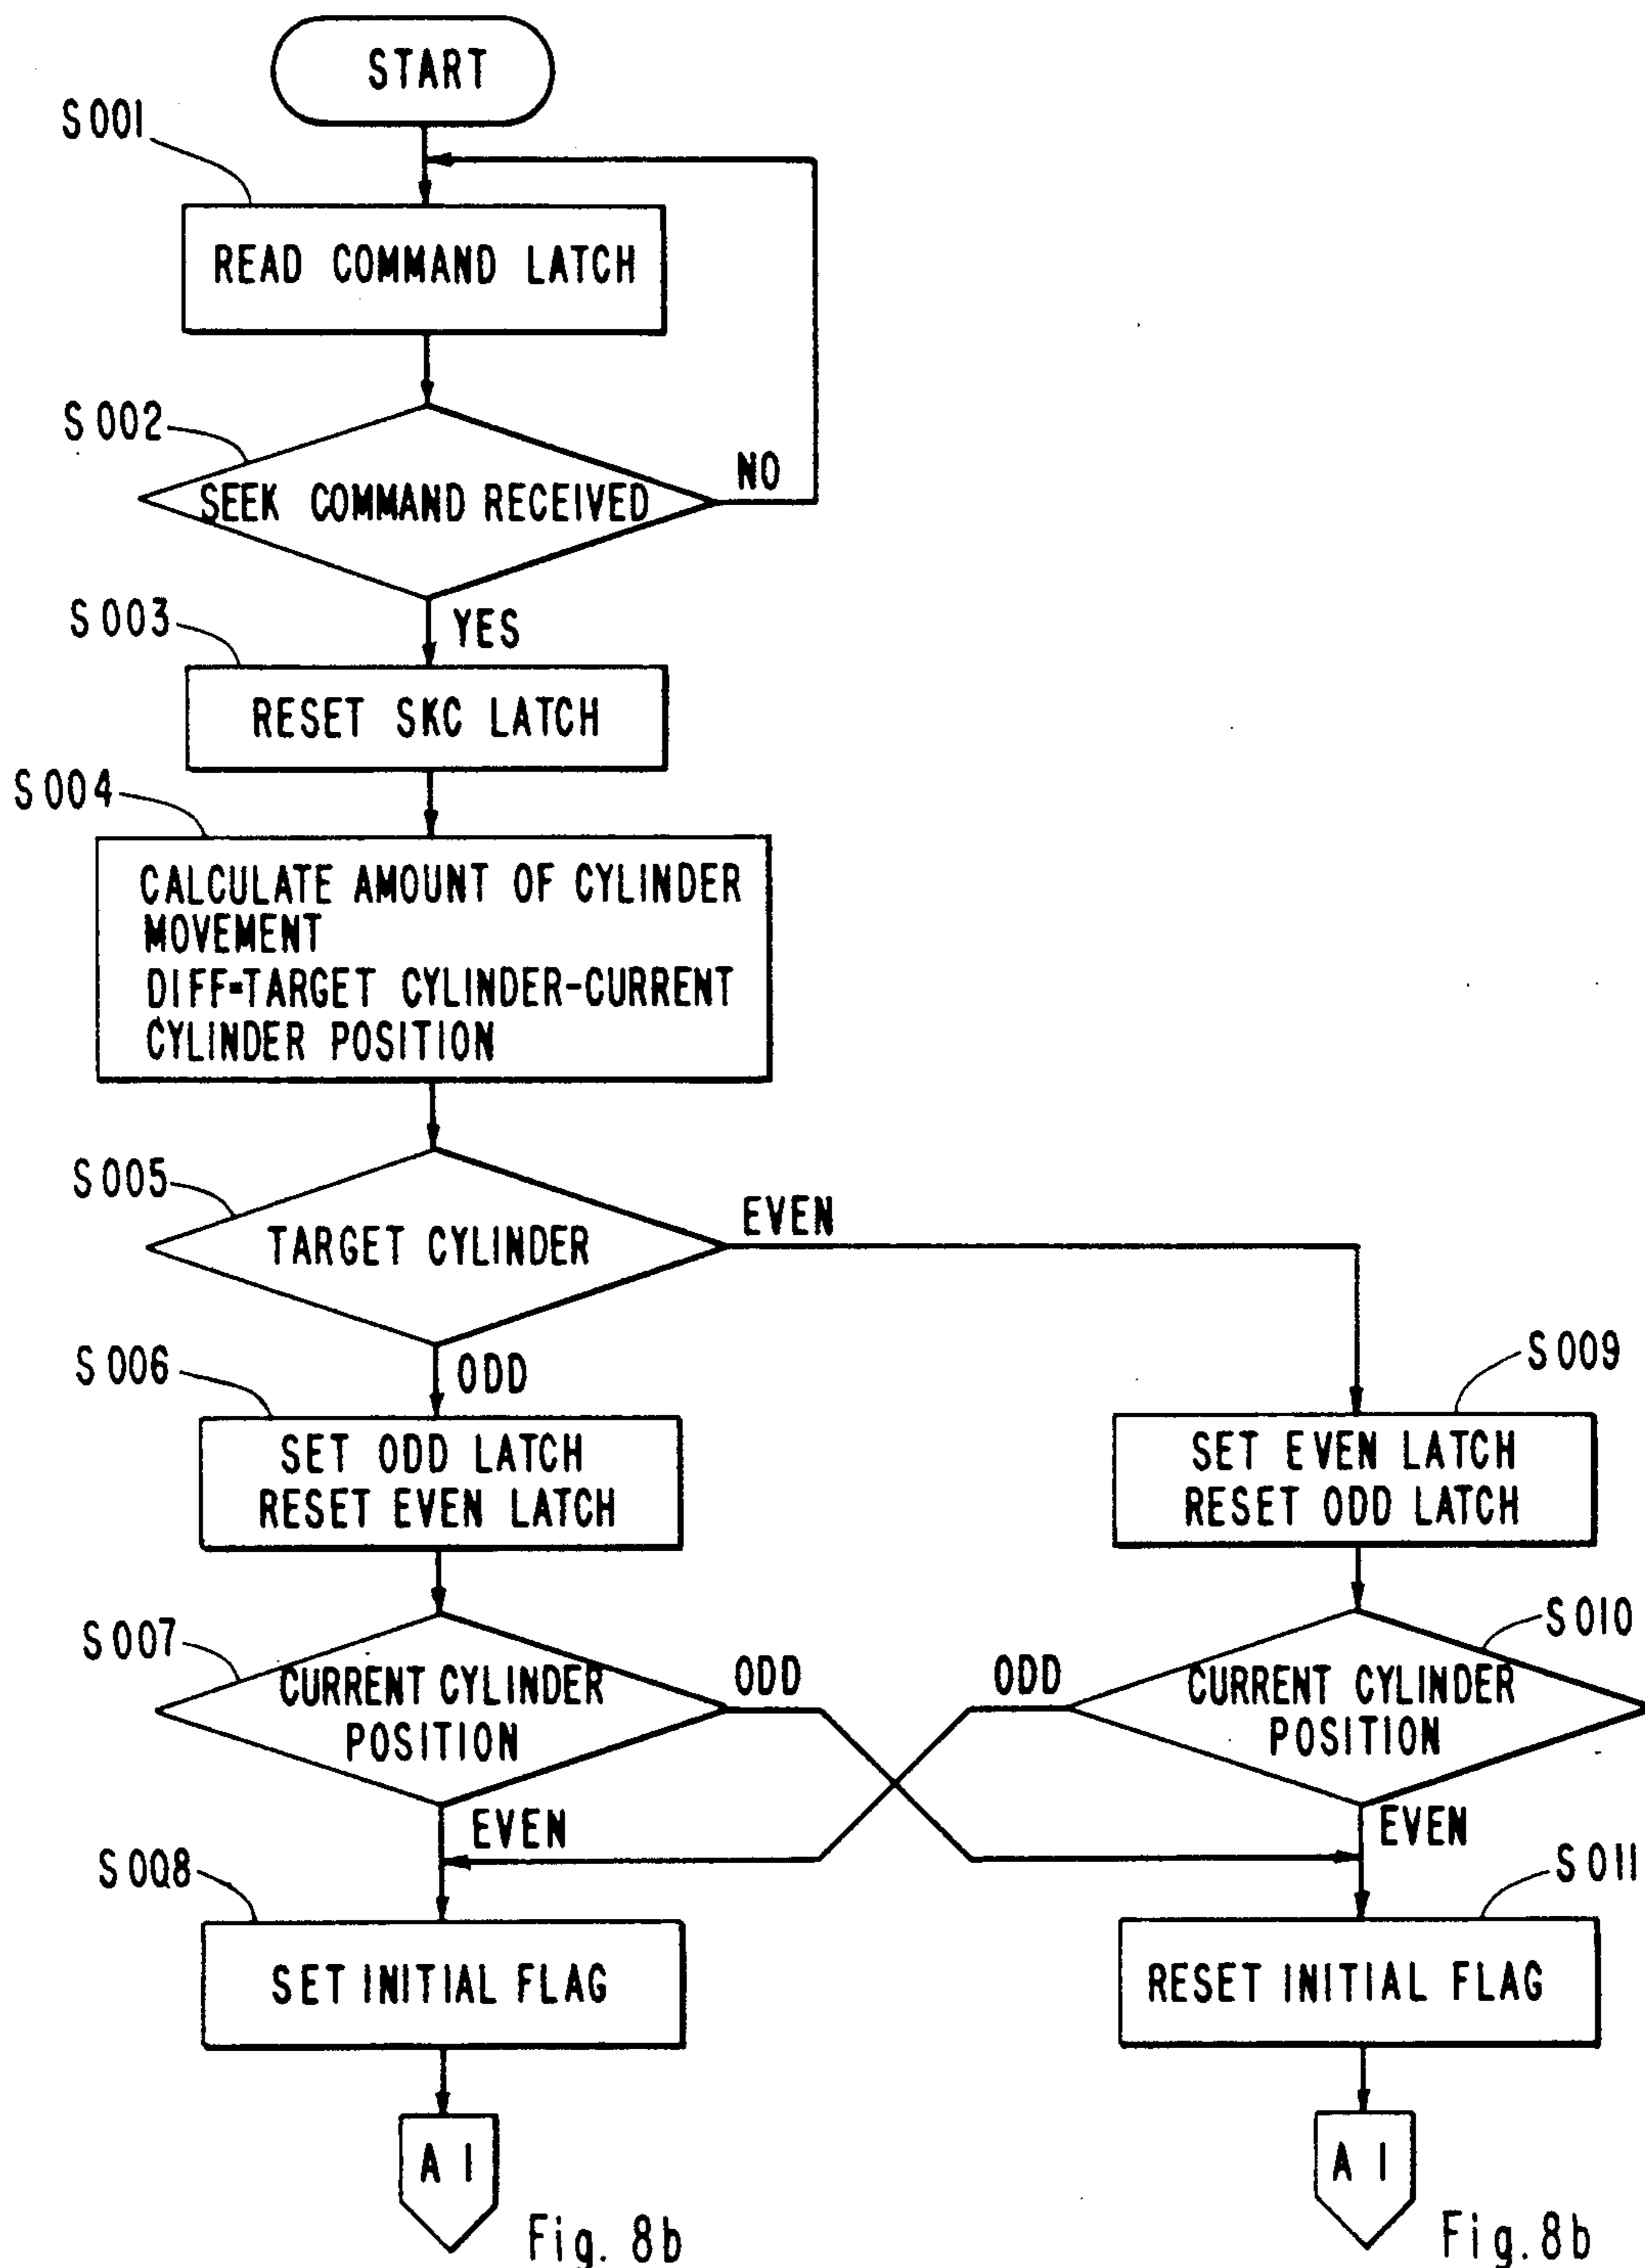 START
S001
READ COMMAND LATCH
S002
SEEK COMMAND RECEIVED
NO
YES
S003
RESET SKC LATCH
S004
CALCULATE AMOUNT OF CYLINDER
MOVEMENT
DIFF=TARGET CYLINDER-CURRENT
CYLINDER POSITION
S005
TARGET CYLINDER
EVEN
ODD
S006
SET ODD LATCH
RESET EVEN LATCH
S009
SET EVEN LATCH
RESET ODD LATCH
S007
CURRENT CYLINDER
POSITION
ODD
EVEN
S010
CURRENT CYLINDER
POSITION
ODD
EVEN
S008
SET INITIAL FLAG
S011
RESET INITIAL FLAG
A1
Fig. 8b
A1
Fig. 8b